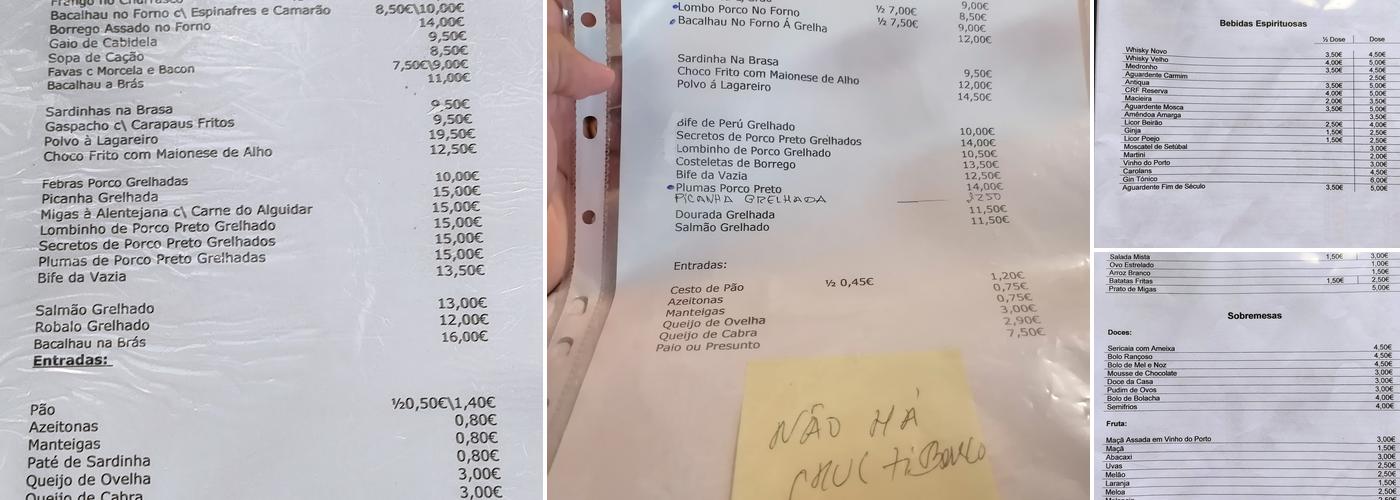 Bacalhau no Forno c\ Espinafres e Camarão 8,50€\10,00€
Borrego Assado no Forno 14,00€
Gaio de Cabidela 9,50€
Sopa de Cação 8,50€
Favas c Morcela e Bacon 7,50€\9,00€
Bacalhau a Brás 11,00€
Sardinhas na Brasa 9,50€
Gaspacho c\ Carapaus Fritos 9,50€
Polvo à Lagareiro 19,50€
Choco Frito com Maionese de Alho 12,50€
Febras Porco Grelhadas 10,00€
Picanha Grelhada 15,00€
Migas à Alentejana c\ Carne do Alguidar 15,00€
Lombinho de Porco Preto Grelhado 15,00€
Secretos de Porco Preto Grelhados 15,00€
Plumas de Porco Preto Grelhadas 15,00€
Bife da Vazia 13,50€
Salmão Grelhado 13,00€
Robalo Grelhado 12,00€
Bacalhau na Brás 16,00€
Entradas:
Pão ½0,50€\1,40€
Azeitonas 0,80€
Manteigas 0,80€
Paté de Sardinha 0,80€
Queijo de Ovelha 3,00€
Queijo de Cabra 3,00€
9,00€
Lombo Porco No Forno ½ 7,00€ 8,50€
Bacalhau No Forno Á Grelha ½ 7,50€ 9,00€
12,00€
Sardinha Na Brasa 9,50€
Choco Frito com Maionese de Alho 12,00€
Polvo á Lagareiro 14,50€
Bife de Perú Grelhado 10,00€
Secretos de Porco Preto Grelhados 14,00€
Lombinho de Porco Grelhado 10,50€
Costeletas de Borrego 13,50€
Bife da Vazia 12,50€
Plumas Porco Preto 14,00€
PICANHA GRELHADA
Dourada Grelhada 11,50€
Salmão Grelhado 11,50€
Entradas:
Cesto de Pão ½ 0,45€ 1,20€
Azeitonas 0,75€
Manteigas 0,75€
Queijo de Ovelha 3,00€
Queijo de Cabra 2,90€
Paio ou Presunto 7,50€
NÃO HÁ
Bebidas Espirituosas
½ Dose Dose
Whisky Novo 3,50€ 4,50€
Whisky Velho 4,00€ 5,00€
Medronho 3,50€ 4,50€
Aguardente Carmim 2,50€
Antiqua 3,50€ 5,00€
CRF Reserva 4,00€ 5,00€
Macieira 2,00€ 3,50€
Aguardente Mosca 3,50€ 5,00€
Amêndoa Amarga 3,50€
Licor Beirão 2,50€ 4,00€
Ginja 1,50€ 2,50€
Licor Poejo 1,50€ 2,50€
Moscatel de Setúbal 3,00€
Martini 2,00€
Vinho do Porto 3,00€
Carolans 4,50€
Gin Tónico 6,00€
Aguardente Fim de Século 3,50€ 5,00€
Salada Mista 1,50€ 3,00€
Ovo Estrelado 1,00€
Arroz Branco 1,50€
Batatas Fritas 1,50€ 2,50€
Prato de Migas 5,00€
Sobremesas
Doces:
Sericaia com Ameixa 4,50€
Bolo Rançoso 4,50€
Bolo de Mel e Noz 4,50€
Mousse de Chocolate 3,00€
Doce da Casa 3,00€
Pudim de Ovos 3,00€
Bolo de Bolacha 4,00€
Semifrios 4,00€
Fruta:
Maçã Assada em Vinho do Porto 3,00€
Maçã 1,50€
Abacaxi 3,00€
Uvas 2,50€
Melão 2,50€
Laranja 1,50€
Meloa 2,50€